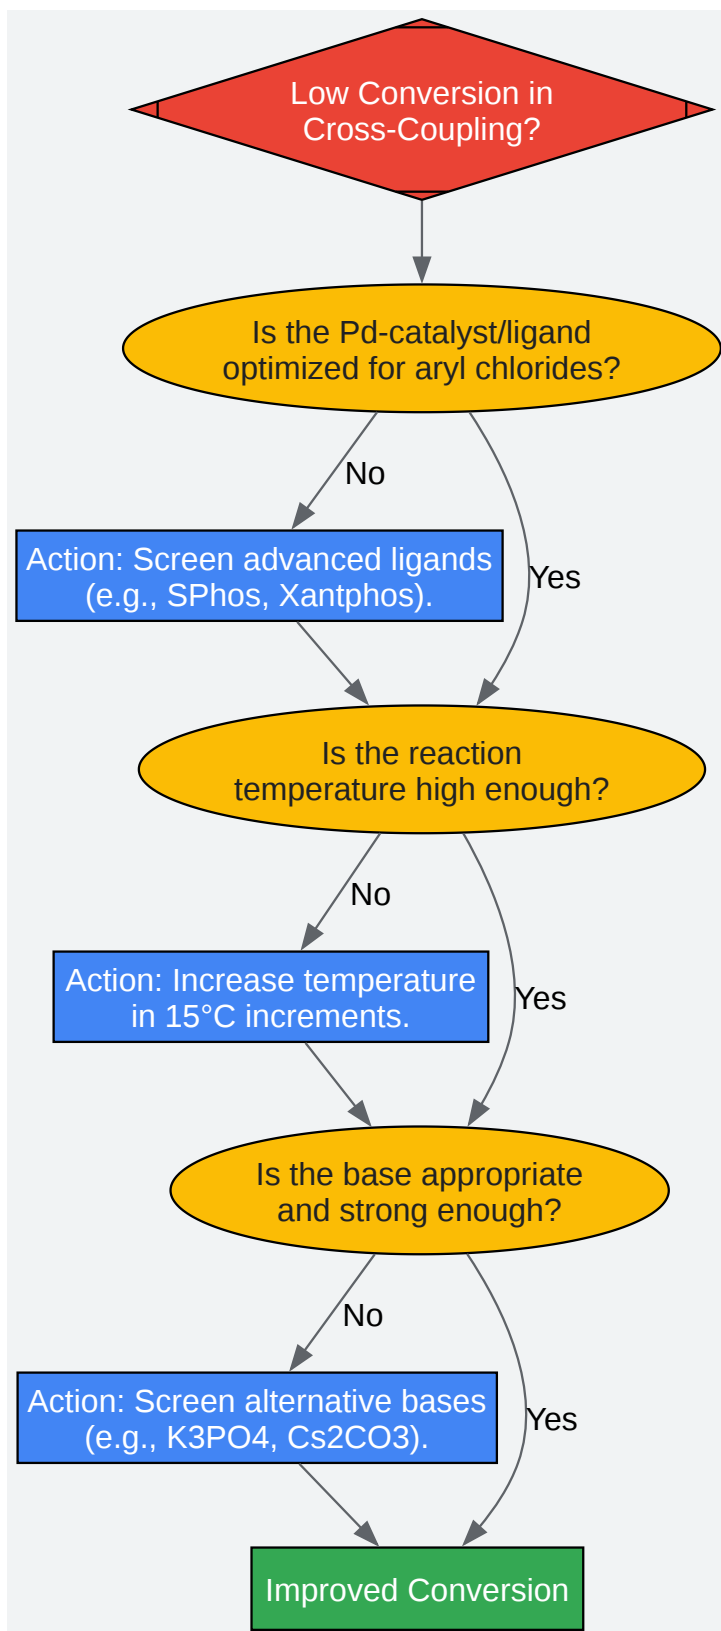 Low Conversion in
Cross-Coupling?
Is the Pd-catalyst/ligand
optimized for aryl chlorides?
No
Action: Screen advanced ligands
(e.g., SPhos, Xantphos).
Yes
Is the reaction
temperature high enough?
No
Action: Increase temperature
in 15°C increments.
Yes
Is the base appropriate
and strong enough?
No
Action: Screen alternative bases
(e.g., K3PO4, Cs2CO3).
Yes
Improved Conversion